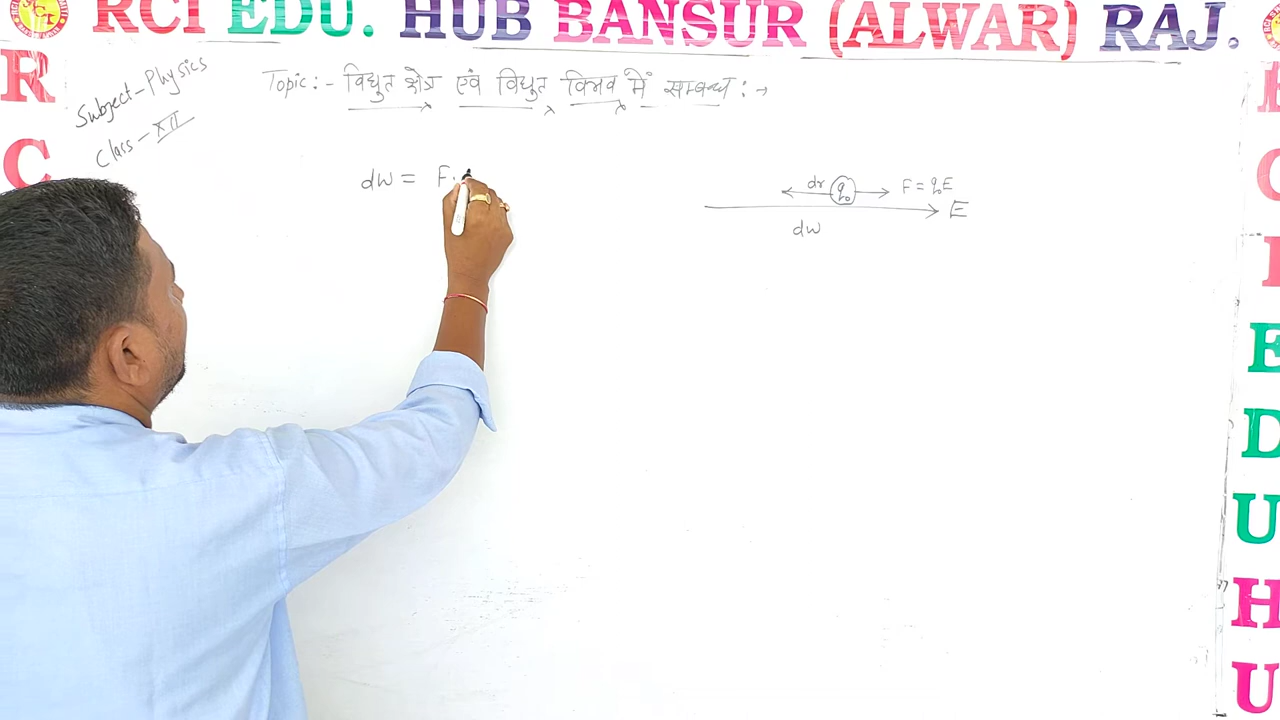 RCI EDU. HUB BANSUR (ALWAR) RAJ.
R
C
Subject-Physics
Class-XII
Topic:- विधुत क्षेत्र एवं विधुत विभव में सम्बन्ध :→
dw = F.
dr q₀ F = q₀E
E
dw
R
C
I
E
D
U
H
U